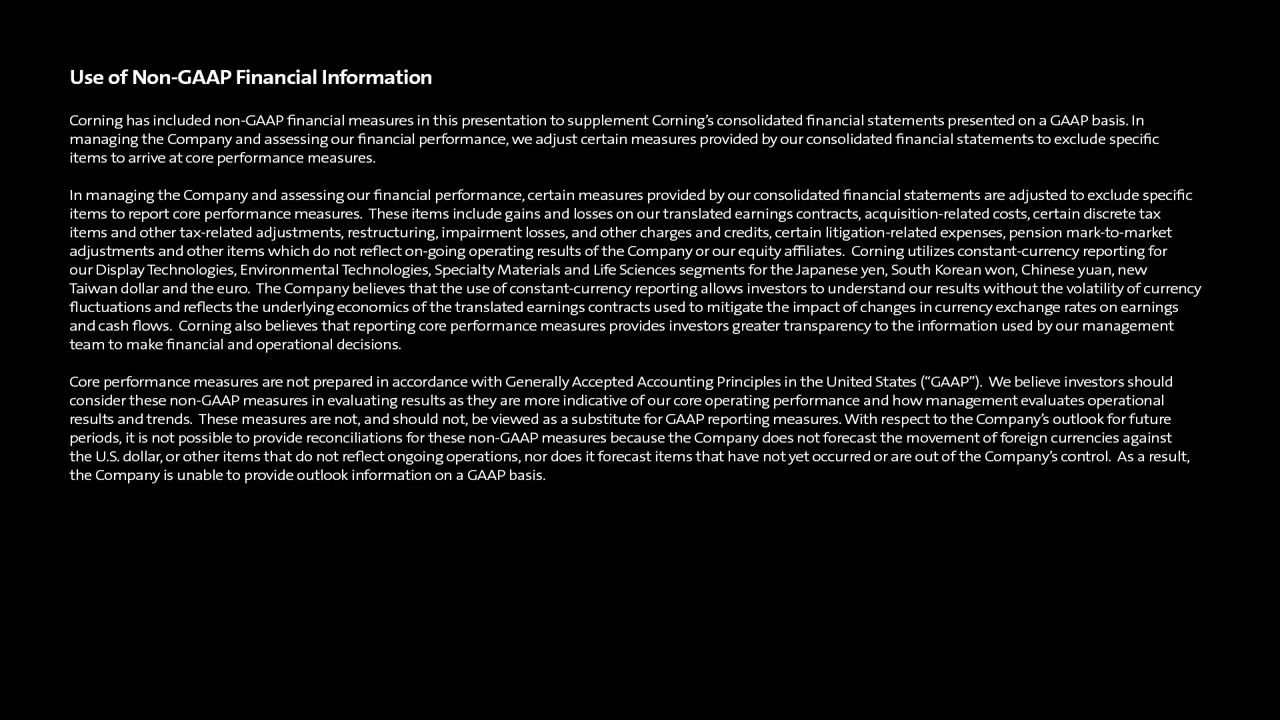 Use of Non-GAAP Financial Information
Corning has included non-GAAP financial measures in this presentation to supplement Corning’s consolidated financial statements presented on a GAAP basis. In
managing the Company and assessing our financial performance, we adjust certain measures provided by our consolidated financial statements to exclude specific
items to arrive at core performance measures.
In managing the Company and assessing our financial performance, certain measures provided by our consolidated financial statements are adjusted to exclude specific
items to report core performance measures.  These items include gains and losses on our translated earnings contracts, acquisition-related costs, certain discrete tax
items and other tax-related adjustments, restructuring, impairment losses, and other charges and credits, certain litigation-related expenses, pension mark-to-market
adjustments and other items which do not reflect on-going operating results of the Company or our equity affiliates.  Corning utilizes constant-currency reporting for
our Display Technologies, Environmental Technologies, Specialty Materials and Life Sciences segments for the Japanese yen, South Korean won, Chinese yuan, new
Taiwan dollar and the euro.  The Company believes that the use of constant-currency reporting allows investors to understand our results without the volatility of currency
fluctuations and reflects the underlying economics of the translated earnings contracts used to mitigate the impact of changes in currency exchange rates on earnings
and cash flows.  Corning also believes that reporting core performance measures provides investors greater transparency to the information used by our management
team to make financial and operational decisions.
Core performance measures are not prepared in accordance with Generally Accepted Accounting Principles in the United States (“GAAP”).  We believe investors should
consider these non-GAAP measures in evaluating results as they are more indicative of our core operating performance and how management evaluates operational
results and trends.  These measures are not, and should not, be viewed as a substitute for GAAP reporting measures. With respect to the Company’s outlook for future
periods, it is not possible to provide reconciliations for these non-GAAP measures because the Company does not forecast the movement of foreign currencies against
the U.S. dollar, or other items that do not reflect ongoing operations, nor does it forecast items that have not yet occurred or are out of the Company’s control.  As a result,
the Company is unable to provide outlook information on a GAAP basis.